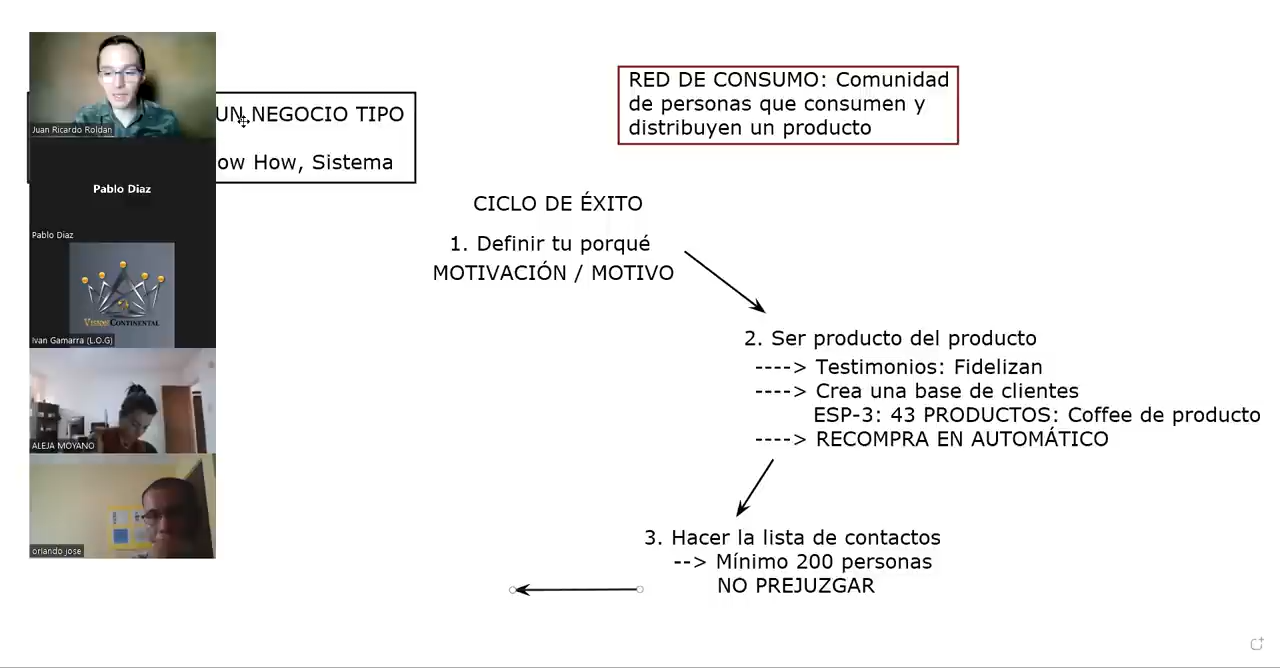 Juan Ricardo Roldan
Pablo Diaz
Pablo Diaz
VISION CONTINENTAL
Ivan Gamarra (L.O.G)
ALEJA MOYANO
orlando jose
UN NEGOCIO TIPO
ow How, Sistema
RED DE CONSUMO: Comunidad
de personas que consumen y
distribuyen un producto
CICLO DE ÉXITO
1. Definir tu porqué
MOTIVACIÓN / MOTIVO
2. Ser producto del producto
----> Testimonios: Fidelizan
----> Crea una base de clientes
ESP-3: 43 PRODUCTOS: Coffee de producto
----> RECOMPRA EN AUTOMÁTICO
3. Hacer la lista de contactos
--> Mínimo 200 personas
NO PREJUZGAR